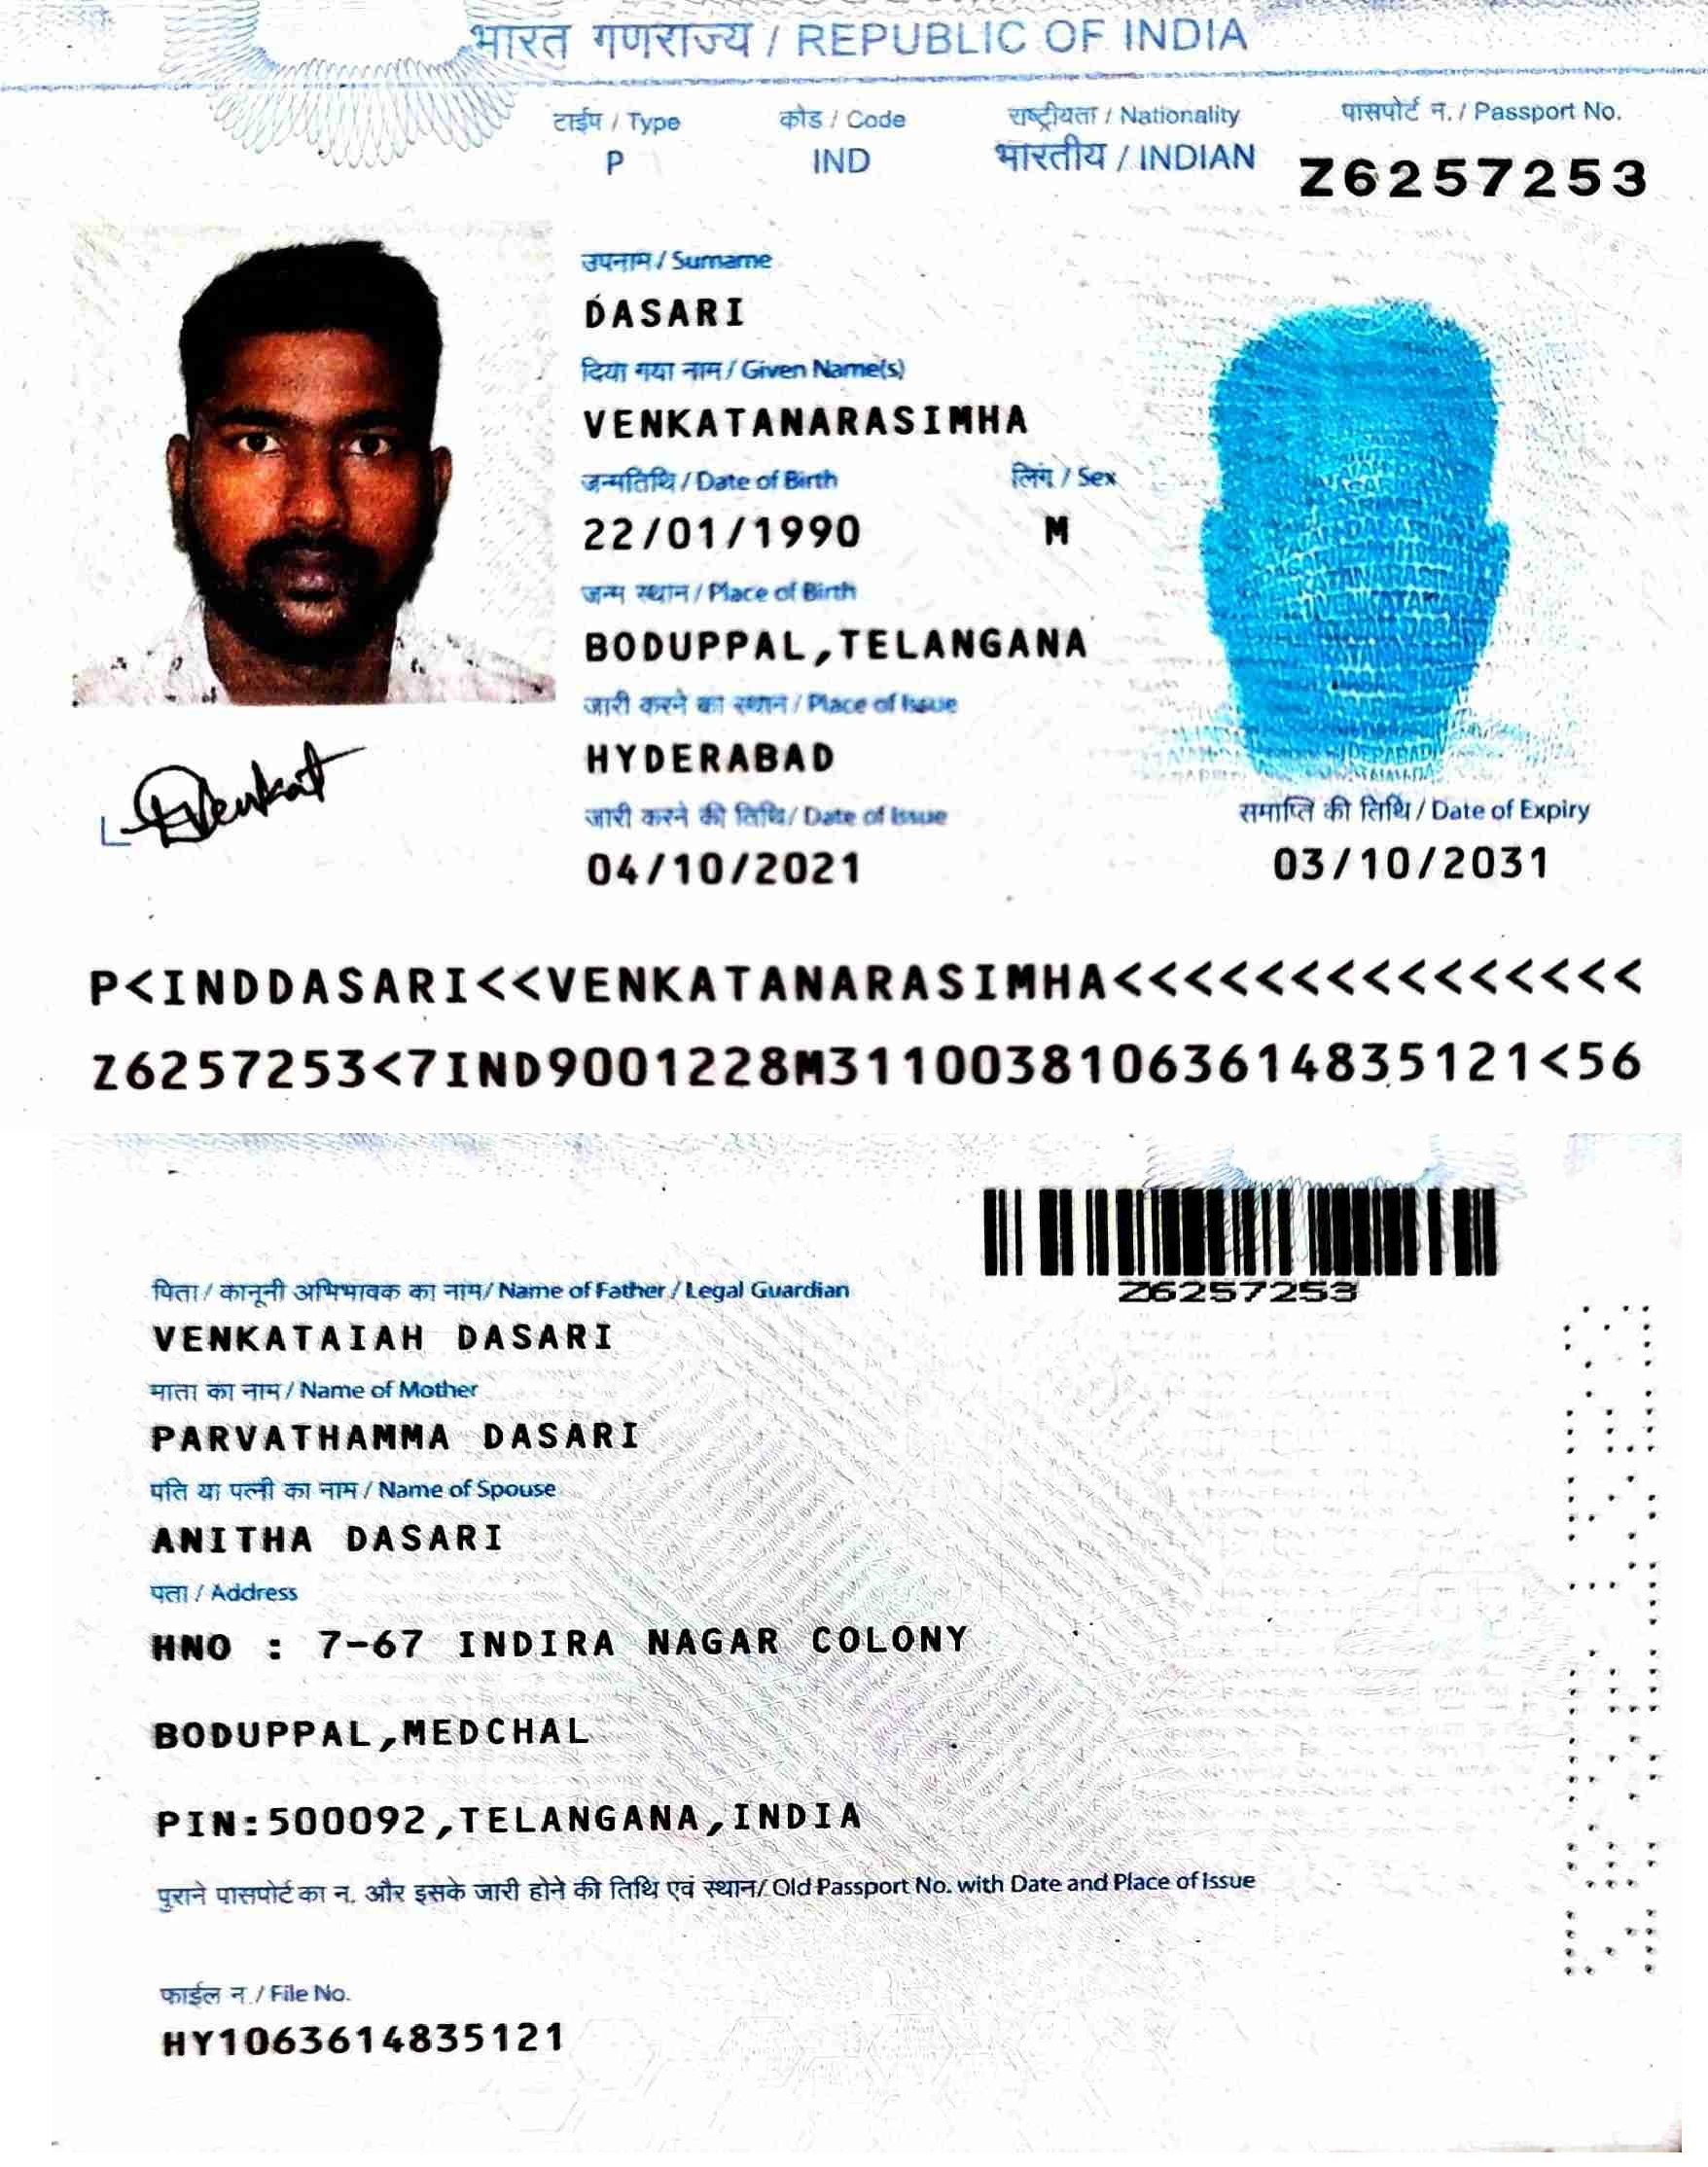 भारत गणराज्य / REPUBLIC OF INDIA
टाईप / Type कोड / Code राष्ट्रीयता / Nationality पासपोर्ट न. / Passport No.
P IND भारतीय / INDIAN Z6257253
उपनाम / Surname
DASARI
दिया गया नाम / Given Name(s)
VENKATANARASIMHA
जन्मतिथि / Date of Birth लिंग / Sex
22/01/1990 M
जन्म स्थान / Place of Birth
BODUPPAL,TELANGANA
जारी करने का स्थान / Place of Issue
HYDERABAD
Venkat
जारी करने की तिथि / Date of Issue समाप्ति की तिथि / Date of Expiry
04/10/2021 03/10/2031
P<INDDASARI<<VENKATANARASIMHA<<<<<<<<<<<<<<<
Z6257253<7IND9001228M31100381063614835121<56
Z6257253
पिता / कानूनी अभिभावक का नाम / Name of Father / Legal Guardian
VENKATAIAH DASARI
माता का नाम / Name of Mother
PARVATHAMMA DASARI
पति या पत्नी का नाम / Name of Spouse
ANITHA DASARI
पता / Address
HNO : 7-67 INDIRA NAGAR COLONY
BODUPPAL,MEDCHAL
PIN:500092,TELANGANA,INDIA
पुराने पासपोर्ट का न. और इसके जारी होने की तिथि एवं स्थान / Old Passport No. with Date and Place of Issue
फाईल न. / File No.
HY1063614835121